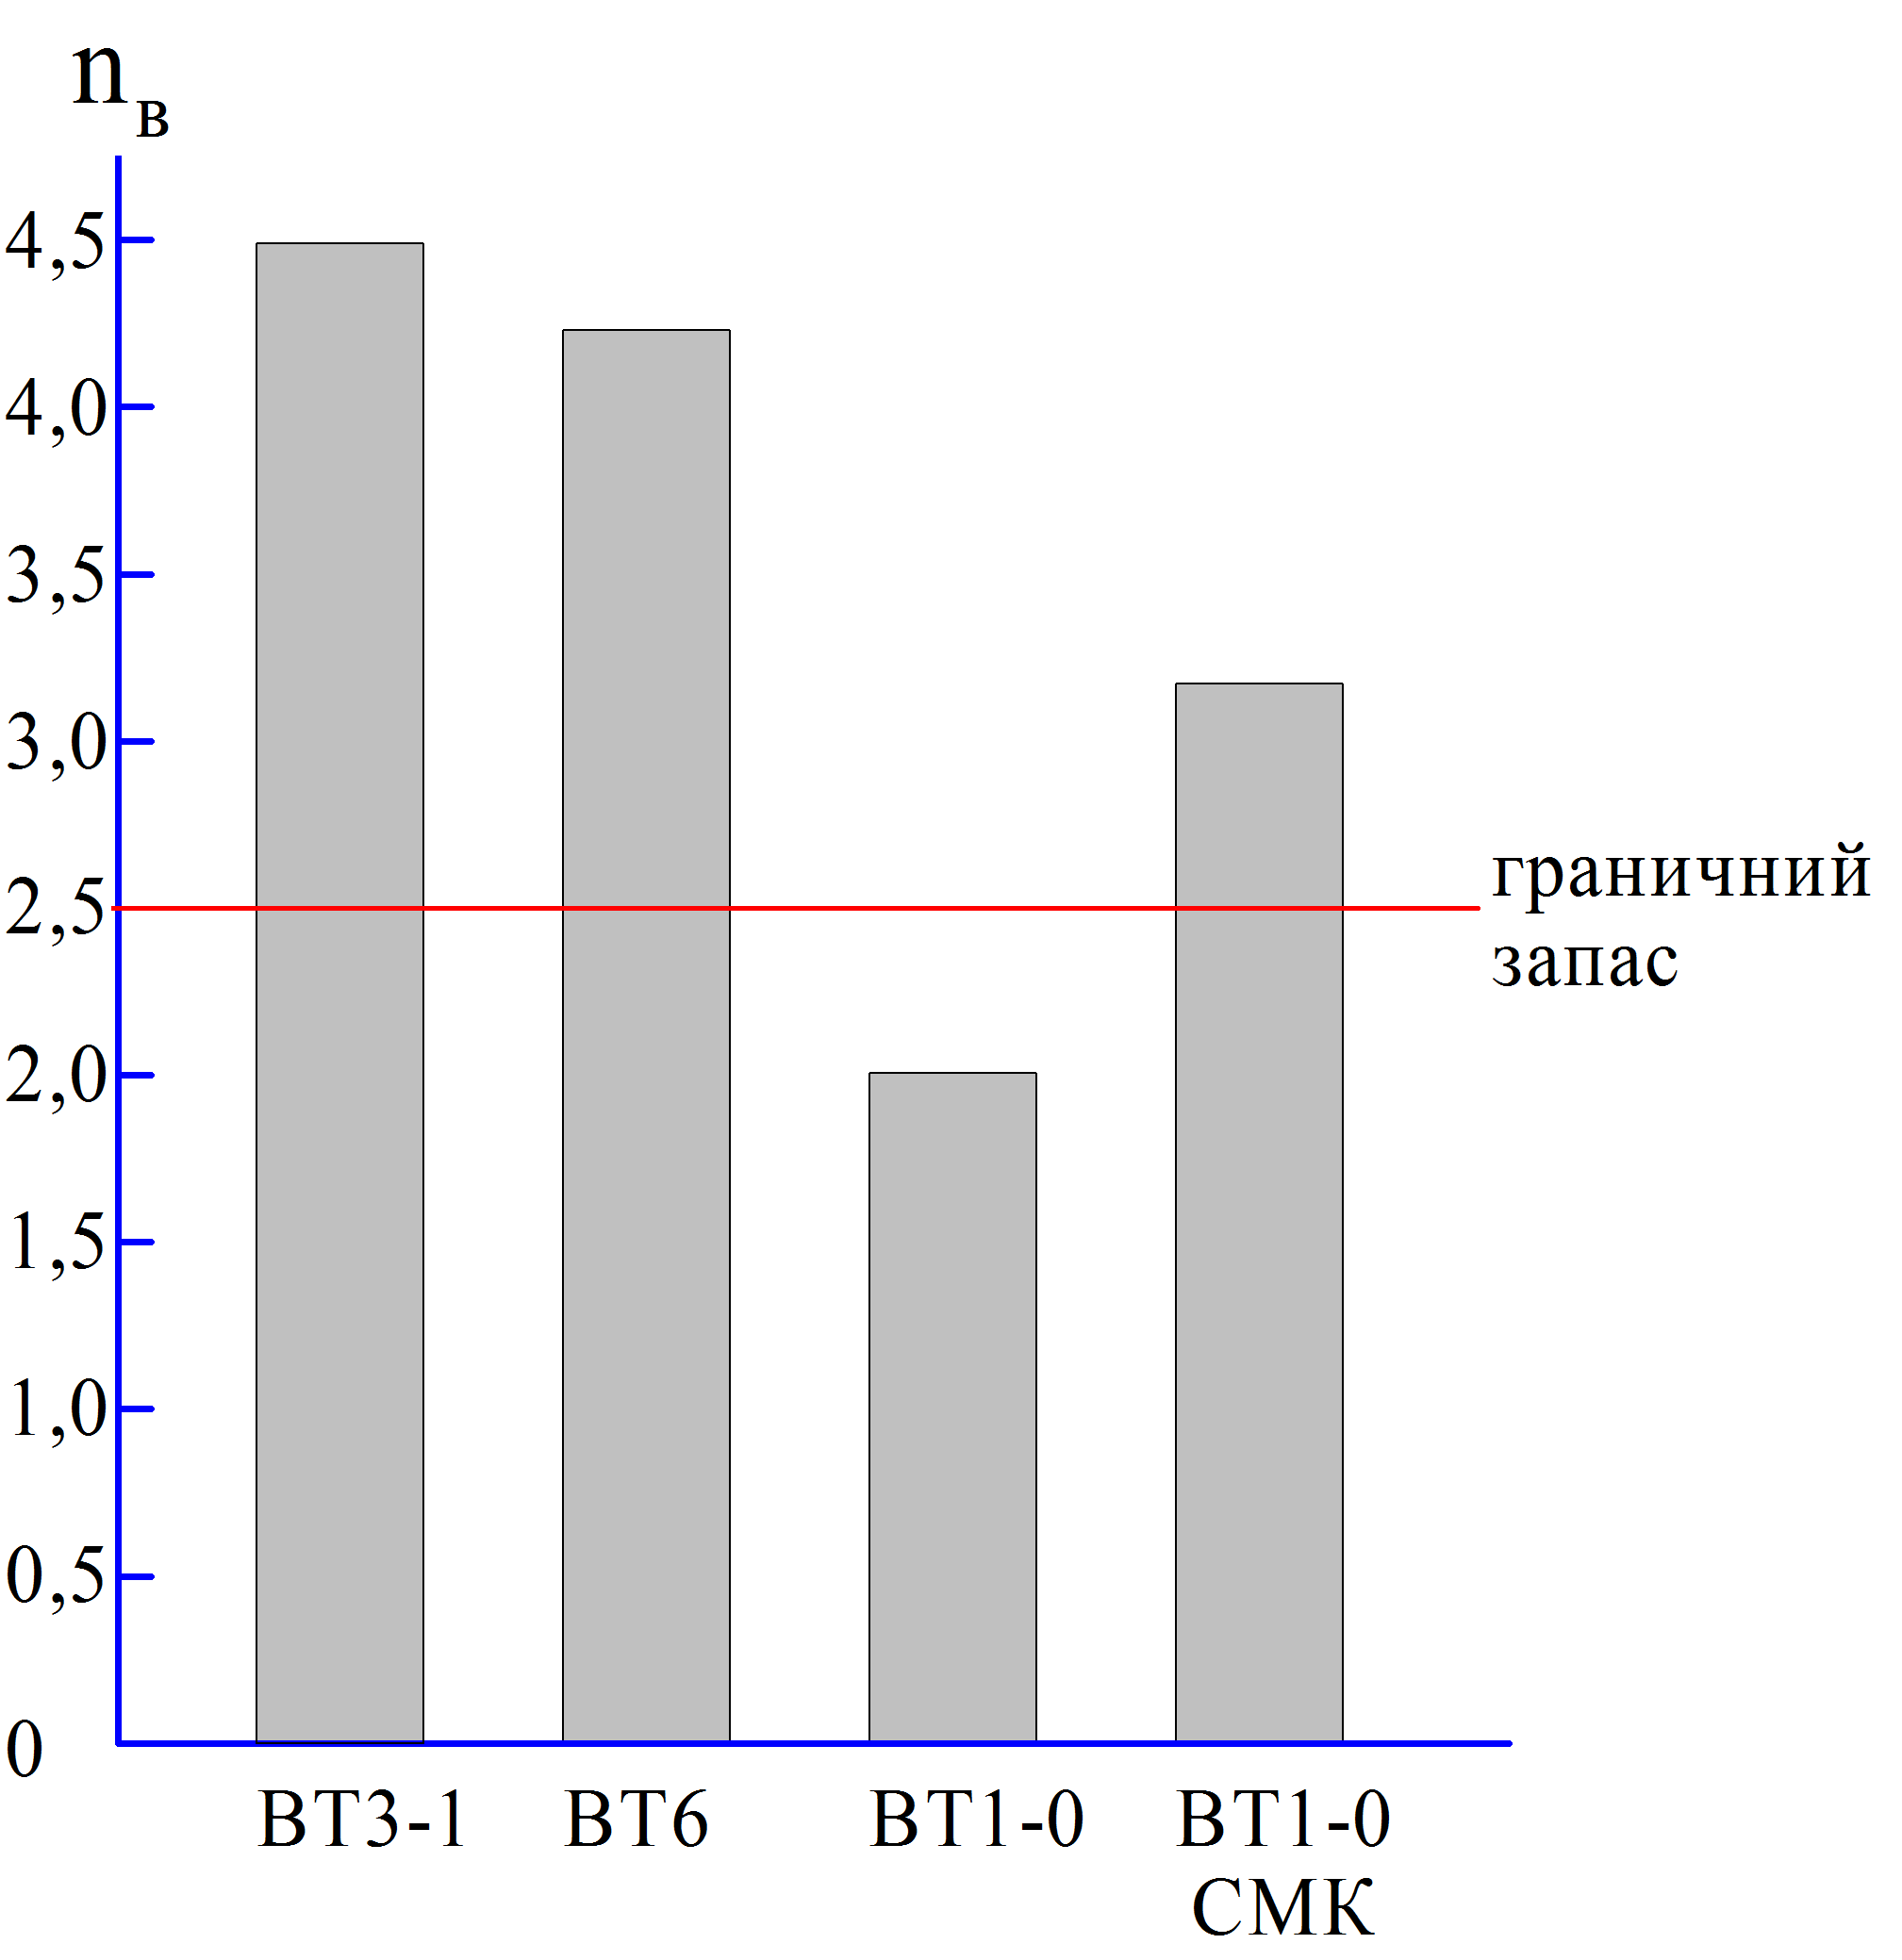 nв
4,5
4,0
3,5
3,0
2,5
2,0
1,5
1,0
0,5
0
граничний
запас
ВТ3-1
ВТ6
ВТ1-0
ВТ1-0
СМК